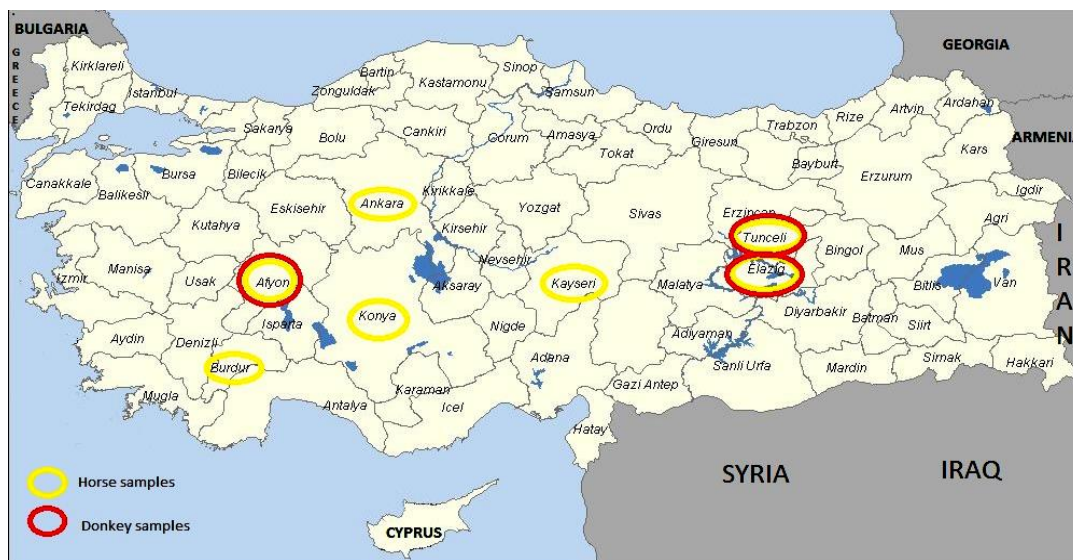 BULGARIA
GREECE
GEORGIA
ARMENIA
IRAN
Kirklareli
Tekirdag
Istanbul
Bartin
Zonguldak
Kastamonu
Sinop
Samsun
Sakarya
Bolu
Cankiri
Corum
Amasya
Ordu
Giresun
Trabzon
Rize
Artvin
Ardahan
Tokat
Bayburt
Kars
Canakkale
Balikesir
Bursa
Bilecik
Eskisehir
Ankara
Kirikkale
Yozgat
Sivas
Erzincan
Erzurum
Igdir
Agri
Kutahya
Kirsehir
Tunceli
Bingol
Mus
Izmir
Manisa
Usak
Afyon
Aksaray
Nevsehir
Kayseri
Malatya
Elazig
Bitlis
Van
Aydin
Denizli
Isparta
Konya
Nigde
Adiyaman
Diyarbakir
Batman
Siirt
Burdur
Mugla
Antalya
Karaman
Icel
Adana
Gazi Antep
Sanli Urfa
Mardin
Sirnak
Hakkari
Hatay
SYRIA
IRAQ
Horse samples
Donkey samples
CYPRUS